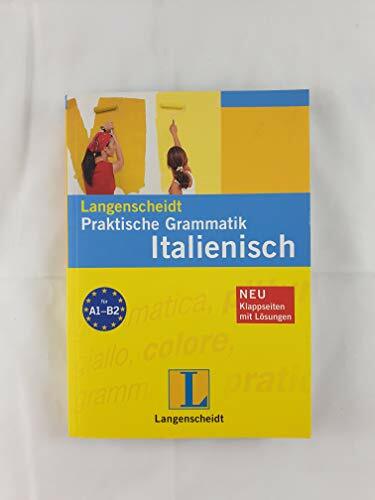 Langenscheidt
Praktische Grammatik
Italienisch
für
A1–B2
NEU
Klappseiten
mit Lösungen
giallo, colore,
L
Langenscheidt